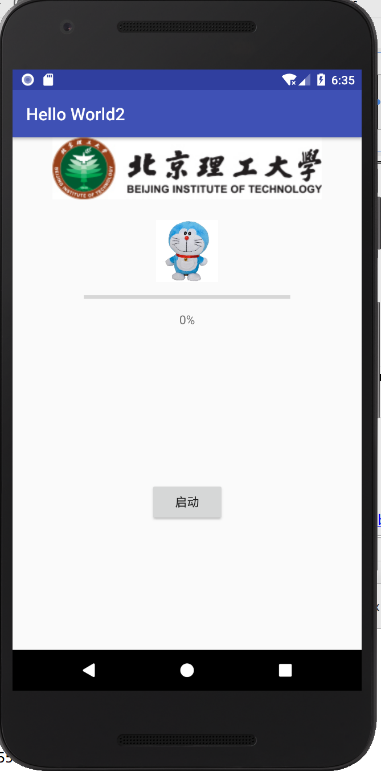 6:35
Hello World2
北京理工大學
BEIJING INSTITUTE OF TECHNOLOGY
0%
启动